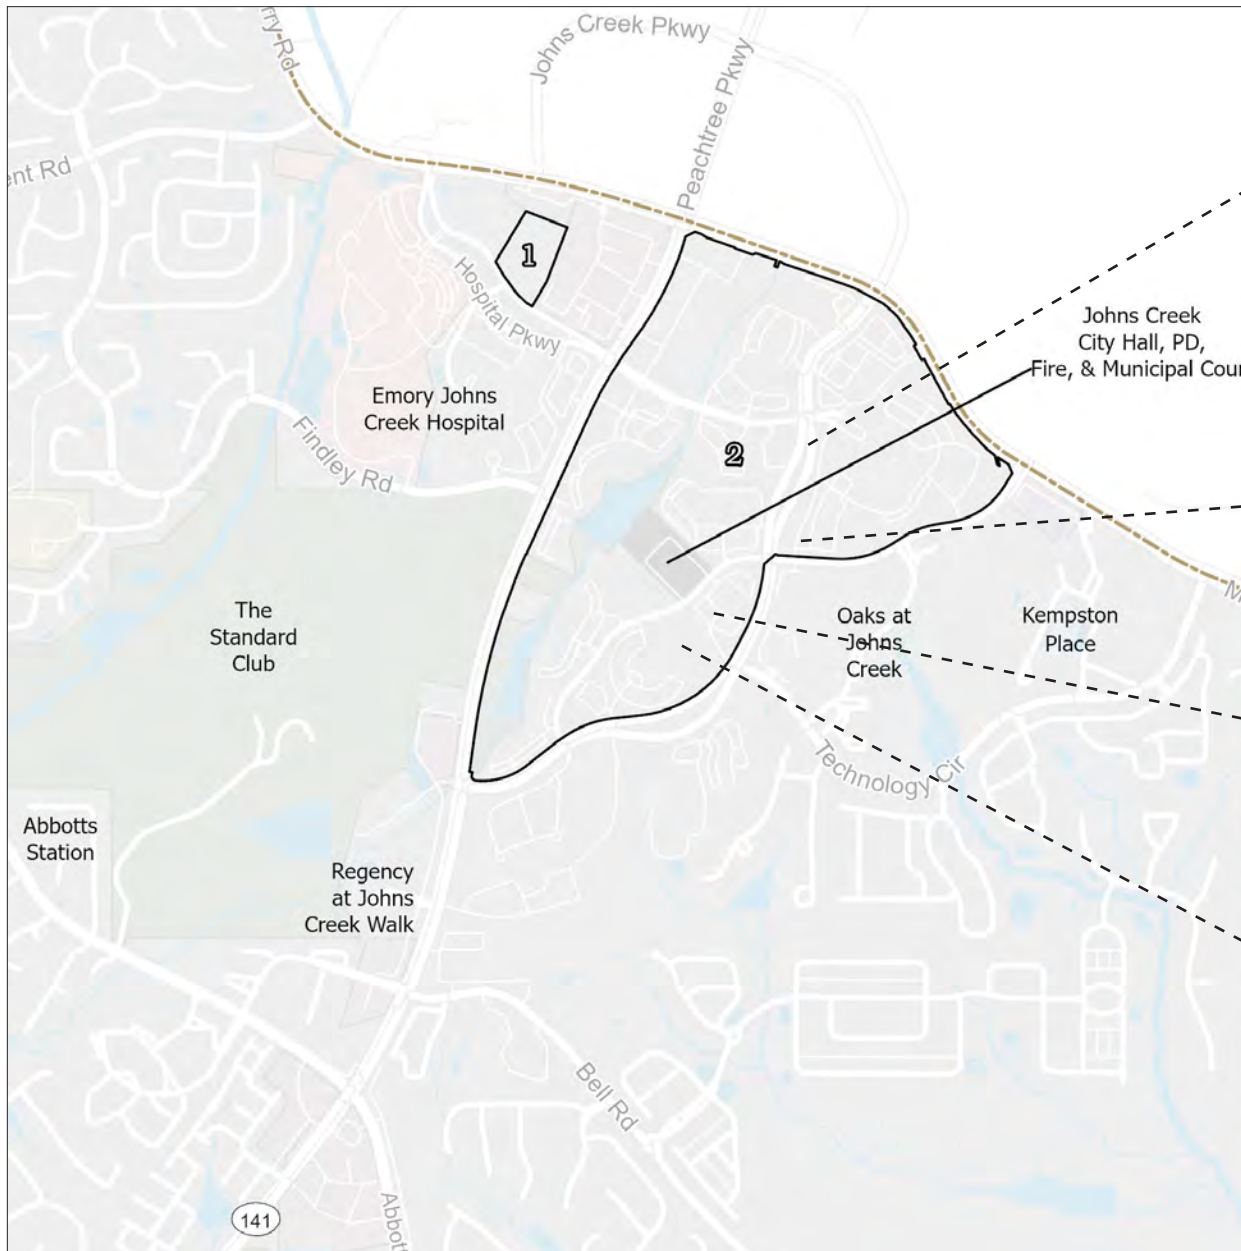 Johns Creek Pkwy
Peachtree Pkwy
1
Hospital Pkwy
Johns Creek
City Hall, PD,
Fire, & Municipal Cour
Emory Johns
Creek Hospital
2
Findley Rd
The
Standard
Club
Oaks at
Johns
Creek
Kempston
Place
Technology Cir
Abbotts
Station
Regency
at Johns
Creek Walk
Bell Rd
141
Abbott